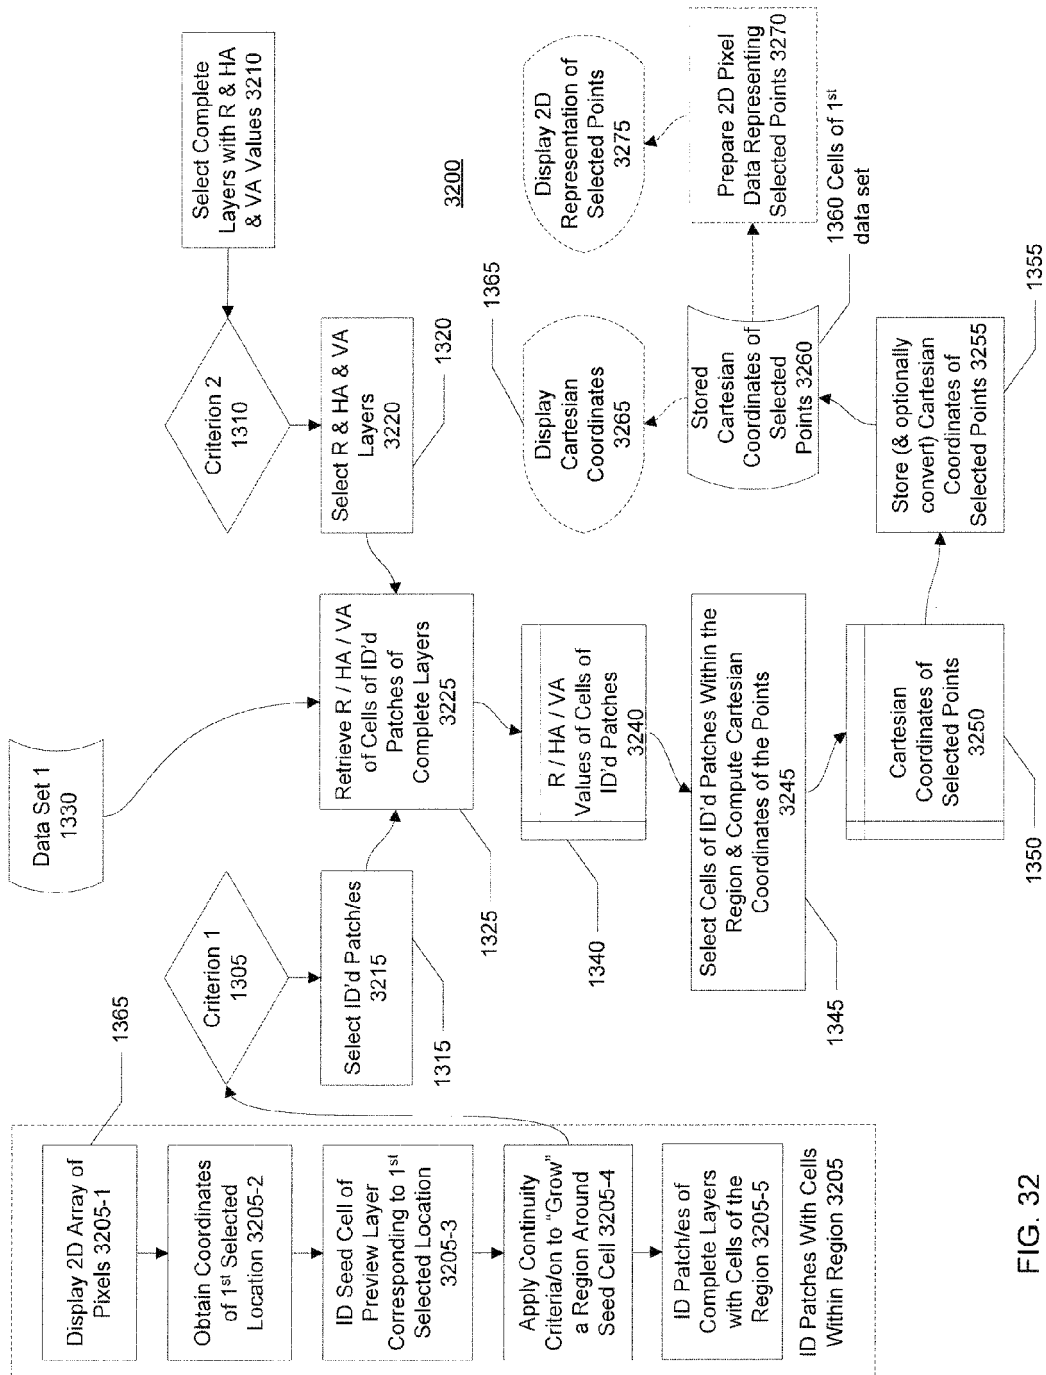 Display 2D Array of
Pixels 3205-1
1365
Obtain Coordinates
of 1st Selected
Location 3205-2
ID Seed Cell of
Preview Layer
Corresponding to 1st
Selected Location
3205-3
Apply Continuity
Criteria/on to "Grow"
a Region Around
Seed Cell 3205-4
ID Patch/es of
Complete Layers
with Cells of the
Region 3205-5
ID Patches With Cells
Within Region 3205
Criterion 1
1305
Select ID'd Patch/es
3215
1315
Data Set 1
1330
Select Complete
Layers with R & HA
& VA Values 3210
Criterion 2
1310
Select R & HA & VA
Layers
3220
1320
Retrieve R / HA / VA
of Cells of ID'd
Patches of
Complete Layers
3225
1325
R / HA / VA
Values of Cells of
ID'd Patches
3240
1340
Select Cells of ID'd Patches Within the
Region & Compute Cartesian
Coordinates of the Points
3245
1345
Cartesian
Coordinates of
Selected Points
3250
1350
Store (& optionally
convert) Cartesian
Coordinates of
Selected Points 3255
1355
Stored
Cartesian
Coordinates of
Selected
Points 3260
1360 Cells of 1st
data set
Display
Cartesian
Coordinates
3265
1365
Prepare 2D Pixel
Data Representing
Selected Points 3270
Display 2D
Representation of
Selected Points
3275
3200
FIG. 32